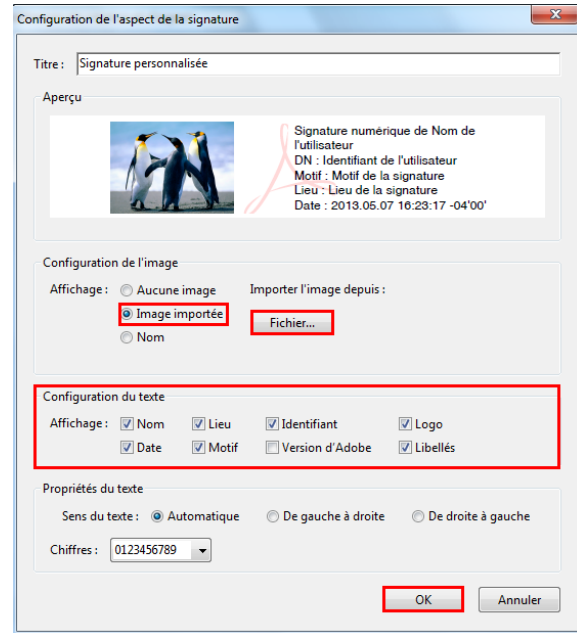 Configuration de l'aspect de la signature
Titre : Signature personnalisée
Aperçu
Signature numérique de Nom de
l'utilisateur
DN : Identifiant de l'utilisateur
Motif : Motif de la
signature
Lieu : Lieu de la signature
Date : 2013.05.07 16:23:17 -04'00'
Configuration de l'image
Affichage : Aucune image Importer l'image depuis :
Image importée Fichier...
Nom
Configuration du texte
Affichage : Nom Lieu Identifiant Logo
Date Motif Version d'Adobe Libellés
Propriétés du texte
Sens du texte : Automatique De gauche à droite De droite à gauche
Chiffres : 0123456789
OK Annuler